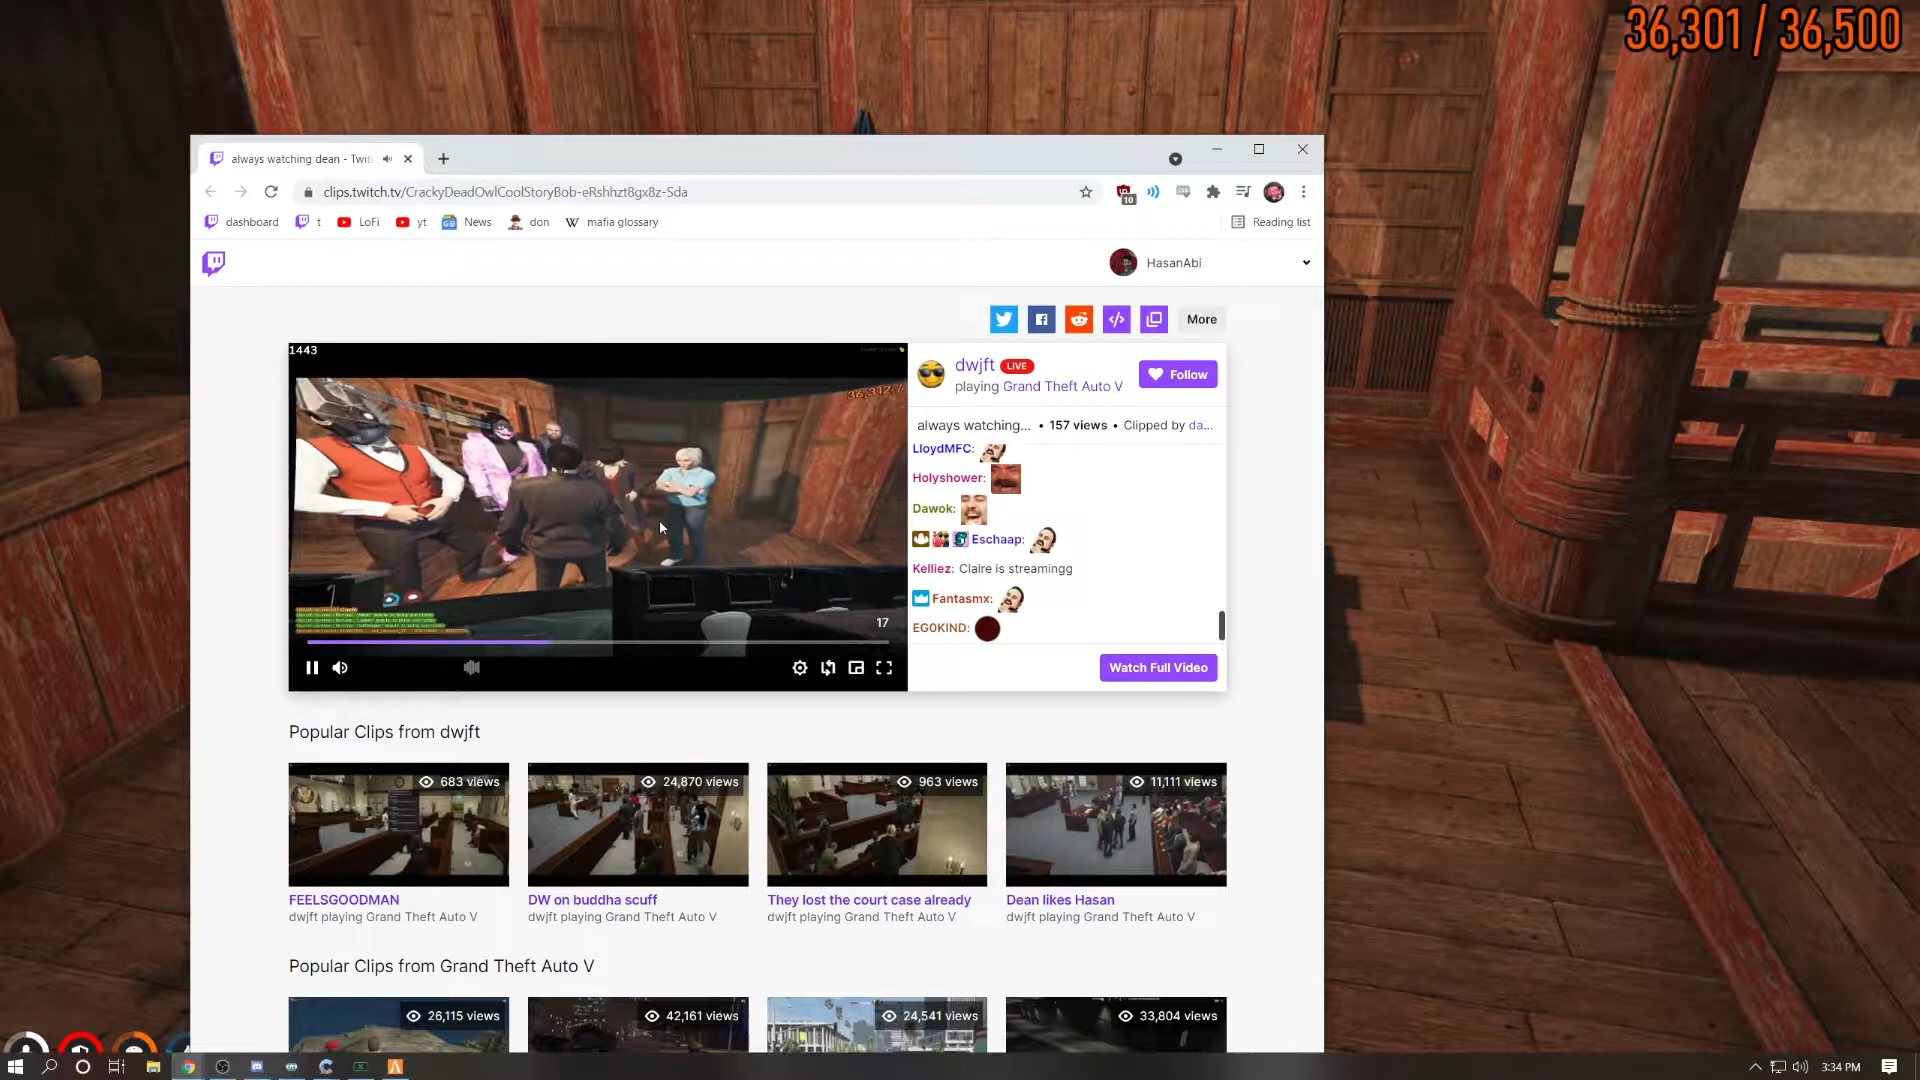 36,301 / 36,500
always watching dean - Twit
clips.twitch.tv/CrackyDeadOwlCoolStoryBob-eRshhzt8gx8z-Sda
10
dashboard
t
LoFi
yt
News
don
mafia glossary
Reading list
HasanAbi
More
1443
36,312 /
dwjft LIVE
Follow
playing Grand Theft Auto V
always watching... • 157 views • Clipped by da...
LloydMFC:
Holyshower:
Dawok:
Eschaap:
Kelliez: Claire is streamingg
Fantasmx:
EG0KIND:
17
Watch Full Video
Popular Clips from dwjft
683 views
24,870 views
963 views
11,111 views
FEELSGOODMAN
DW on buddha scuff
They lost the court case already
Dean likes Hasan
dwjft playing Grand Theft Auto V
dwjft playing Grand Theft Auto V
dwjft playing Grand Theft Auto V
dwjft playing Grand Theft Auto V
Popular Clips from Grand Theft Auto V
26,115 views
42,161 views
24,541 views
33,804 views
3:34 PM